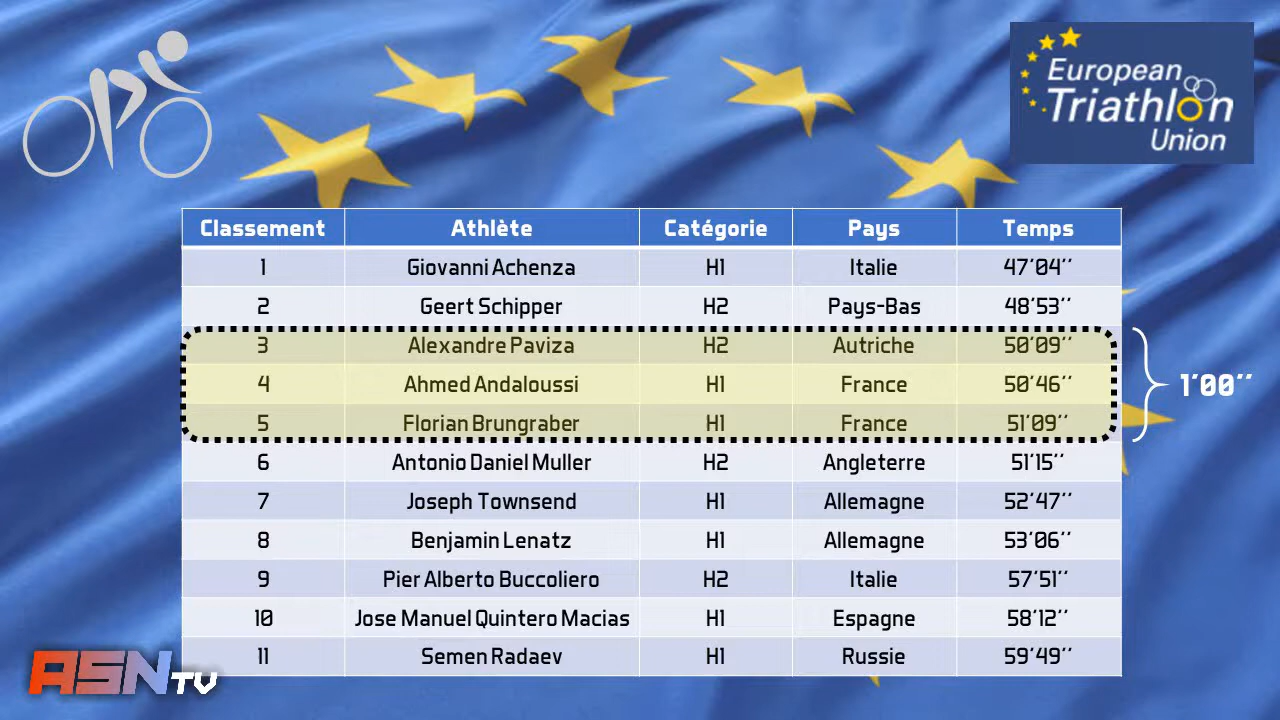 European
Triathlon
Union
Classement Athlète Catégorie Pays Temps
1 Giovanni Achenza H1 Italie 47'04''
2 Geert Schipper H2 Pays-Bas 48'53''
3 Alexandre Paviza H2 Autriche 50'09''
4 Ahmed Andaloussi H1 France 50'46''
5 Florian Brungraber H1 France 51'09''
1'00''
6 Antonio Daniel Muller H2 Angleterre 51'15''
7 Joseph Townsend H1 Allemagne 52'47''
8 Benjamin Lenatz H1 Allemagne 53'06''
9 Pier Alberto Buccoliero H2 Italie 57'51''
10 Jose Manuel Quintero Macias H1 Espagne 58'12''
11 Semen Radaev H1 Russie 59'49''
ASN TV